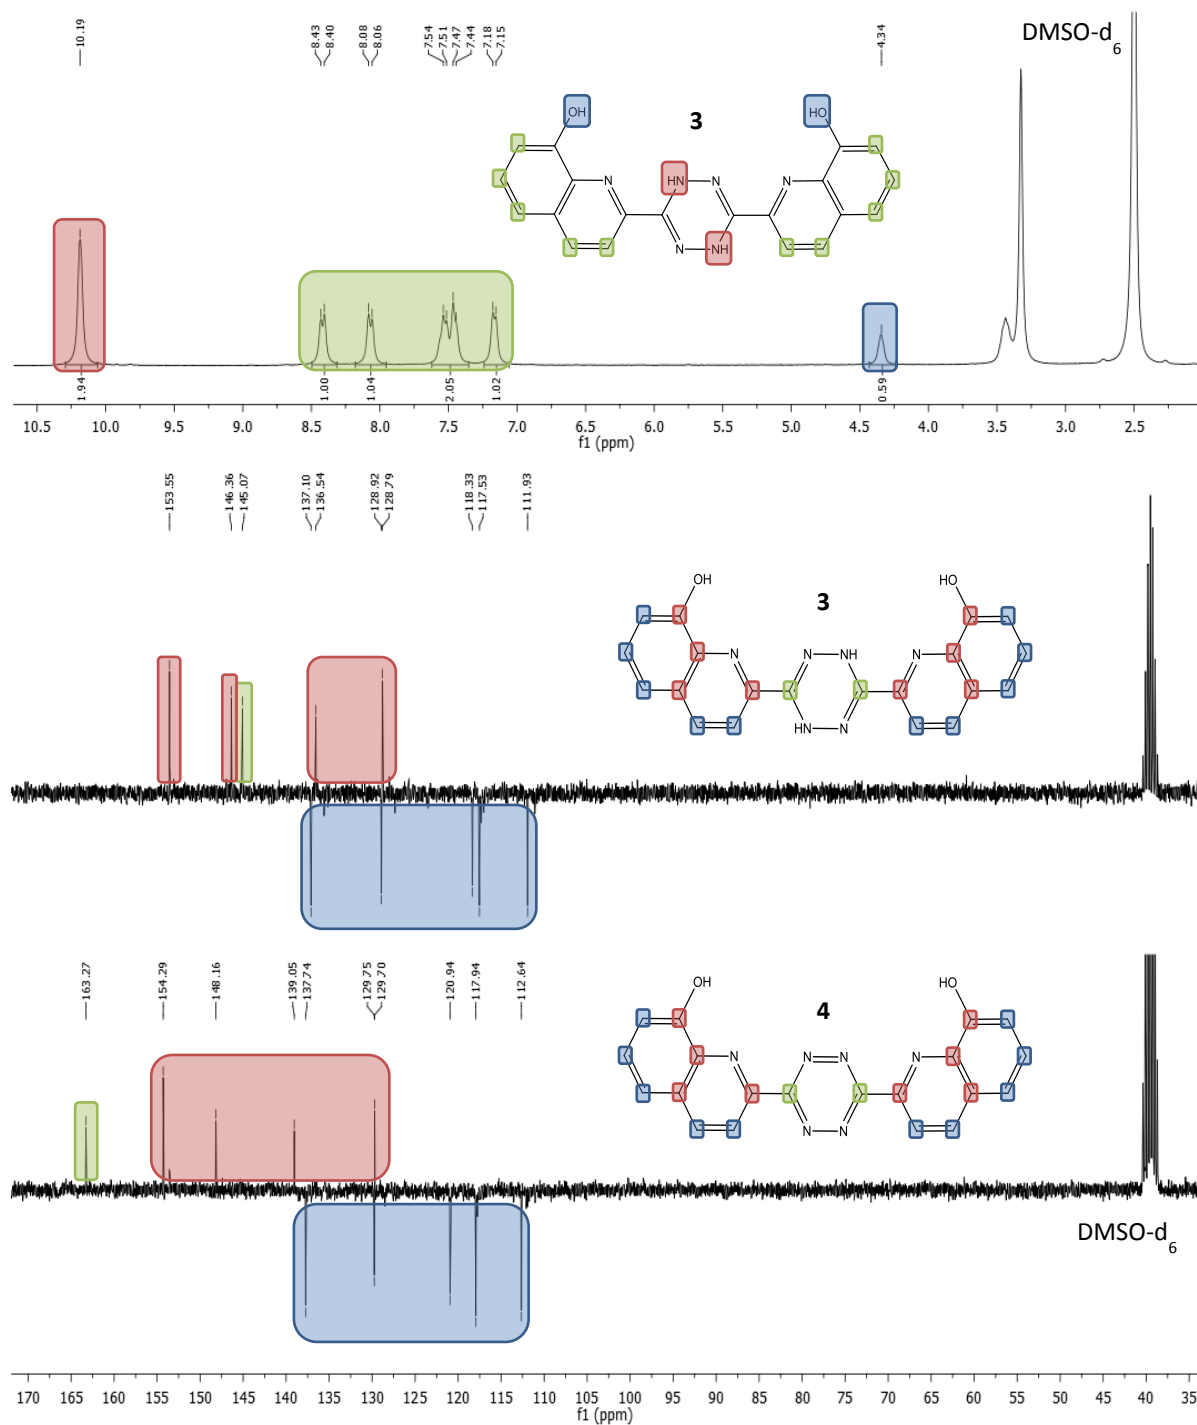 10.19
8.43
8.40
8.08
8.06
7.54
7.51
7.47
7.44
7.18
7.15
4.34
DMSO-d6
3
OH
HO
HN
N
N
N
N
NH
1.94
1.00
1.04
2.05
1.02
0.59
10.5 10.0 9.5 9.0 8.5 8.0 7.5 7.0 6.5 6.0 5.5 5.0 4.5 4.0 3.5 3.0 2.5
f1 (ppm)
153.55
146.36
145.07
137.10
136.54
128.92
128.79
118.33
117.53
111.93
OH
HO
3
N
N
NH
N
HN
N
163.27
154.29
148.16
139.05
137.74
129.75
129.70
120.94
117.94
112.64
OH
HO
4
N
N
N
N
N
N
DMSO-d6
170 165 160 155 150 145 140 135 130 125 120 115 110 105 100 95 90 85 80 75 70 65 60 55 50 45 40 35
f1 (ppm)